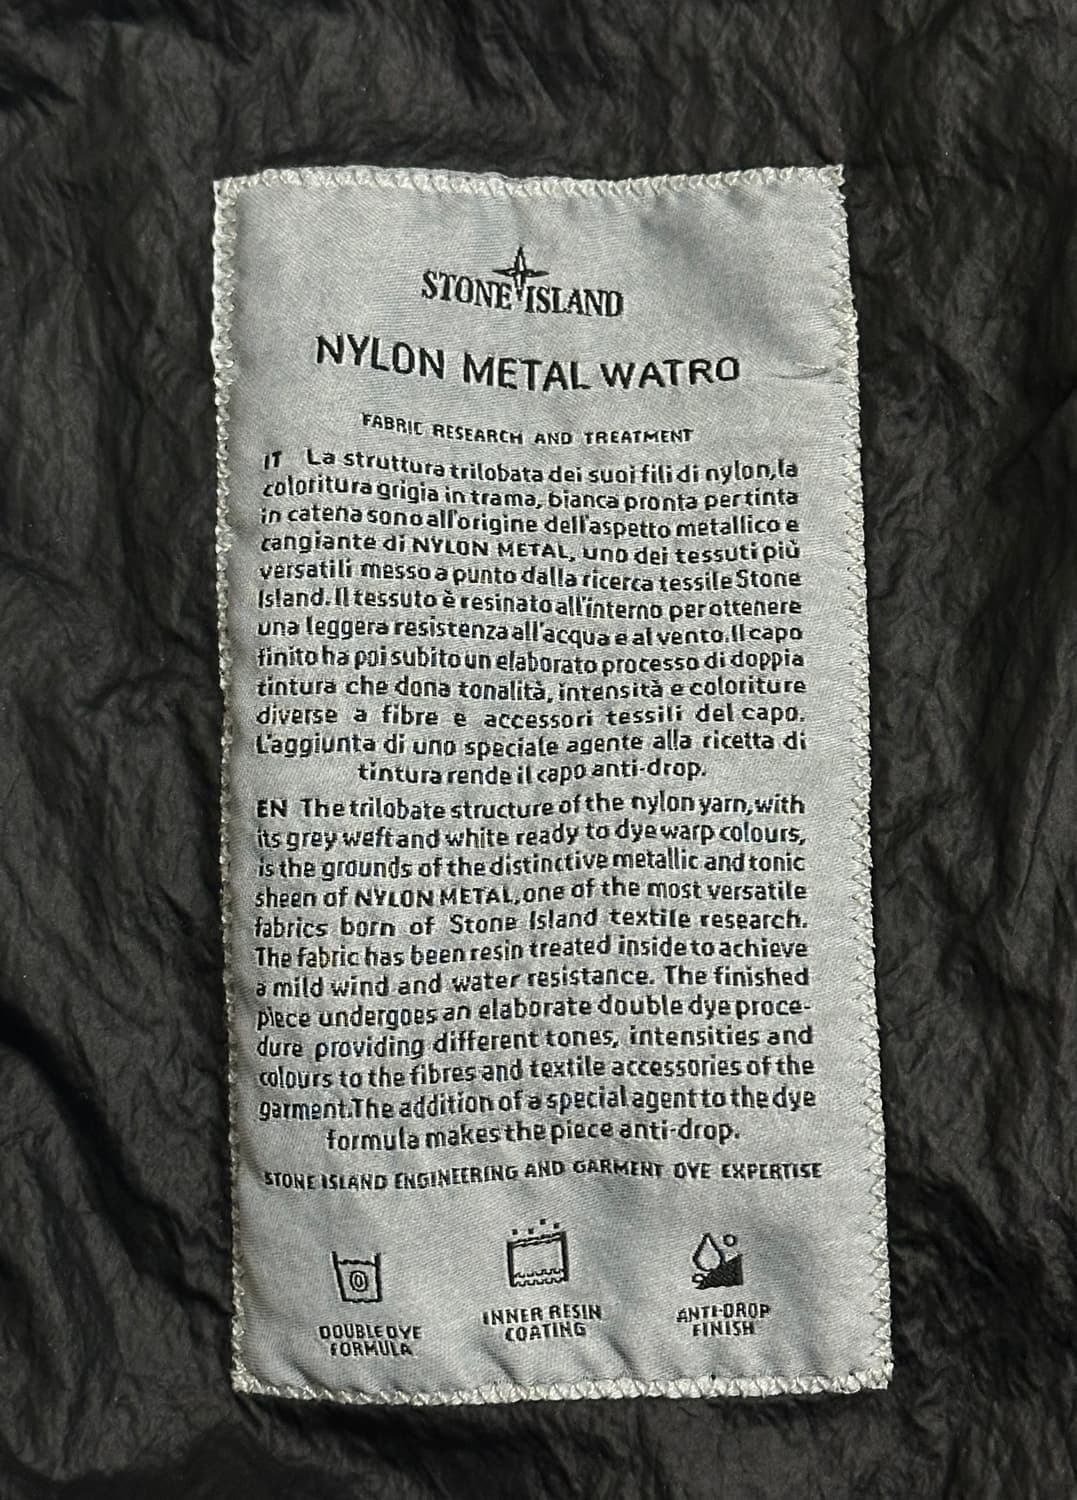 STONE ISLAND
NYLON METAL WATRO
FABRIC RESEARCH AND TREATMENT
IT La struttura trilobata dei suoi fili di nylon, la
coloritura grigia in trama, bianca pronta per tinta
in catena sono all'origine dell'aspetto metallico e
cangiante di NYLON METAL, uno dei tessuti più
versatili messo a punto dalla ricerca tessile Stone
Island. Il tessuto è resinato all'interno per ottenere
una leggera resistenza all'acqua e al vento. Il capo
finito ha poi subito un elaborato processo di doppia
tintura che dona tonalità, intensità e coloriture
diverse a fibre e accessori tessili del capo.
L'aggiunta di uno speciale agente alla ricetta di
tintura rende il capo anti-drop.
EN The trilobate structure of the nylon yarn, with
its grey weft and white ready to dye warp colours,
is the grounds of the distinctive metallic and tonic
sheen of NYLON METAL, one of the most versatile
fabrics born of Stone Island textile research.
The fabric has been resin treated inside to achieve
a mild wind and water resistance. The finished
piece undergoes an elaborate double dye proce-
dure providing different tones, intensities and
colours to the fibres and textile accessories of the
garment. The addition of a special agent to the dye
formula makes the piece anti-drop.
STONE ISLAND ENGINEERING AND GARMENT DYE EXPERTISE
DOUBLE DYE
FORMULA
INNER RESIN
COATING
ANTI-DROP
FINISH